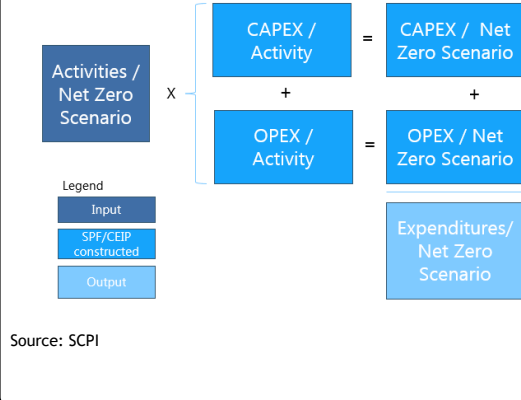 Activities /
Net Zero
Scenario
X
CAPEX /
Activity
=
CAPEX / Net
Zero Scenario
+
+
OPEX /
Activity
=
OPEX / Net
Zero Scenario
Expenditures/
Net Zero
Scenario
Legend
Input
SPF/CEIP
constructed
Output
Source: SCPI